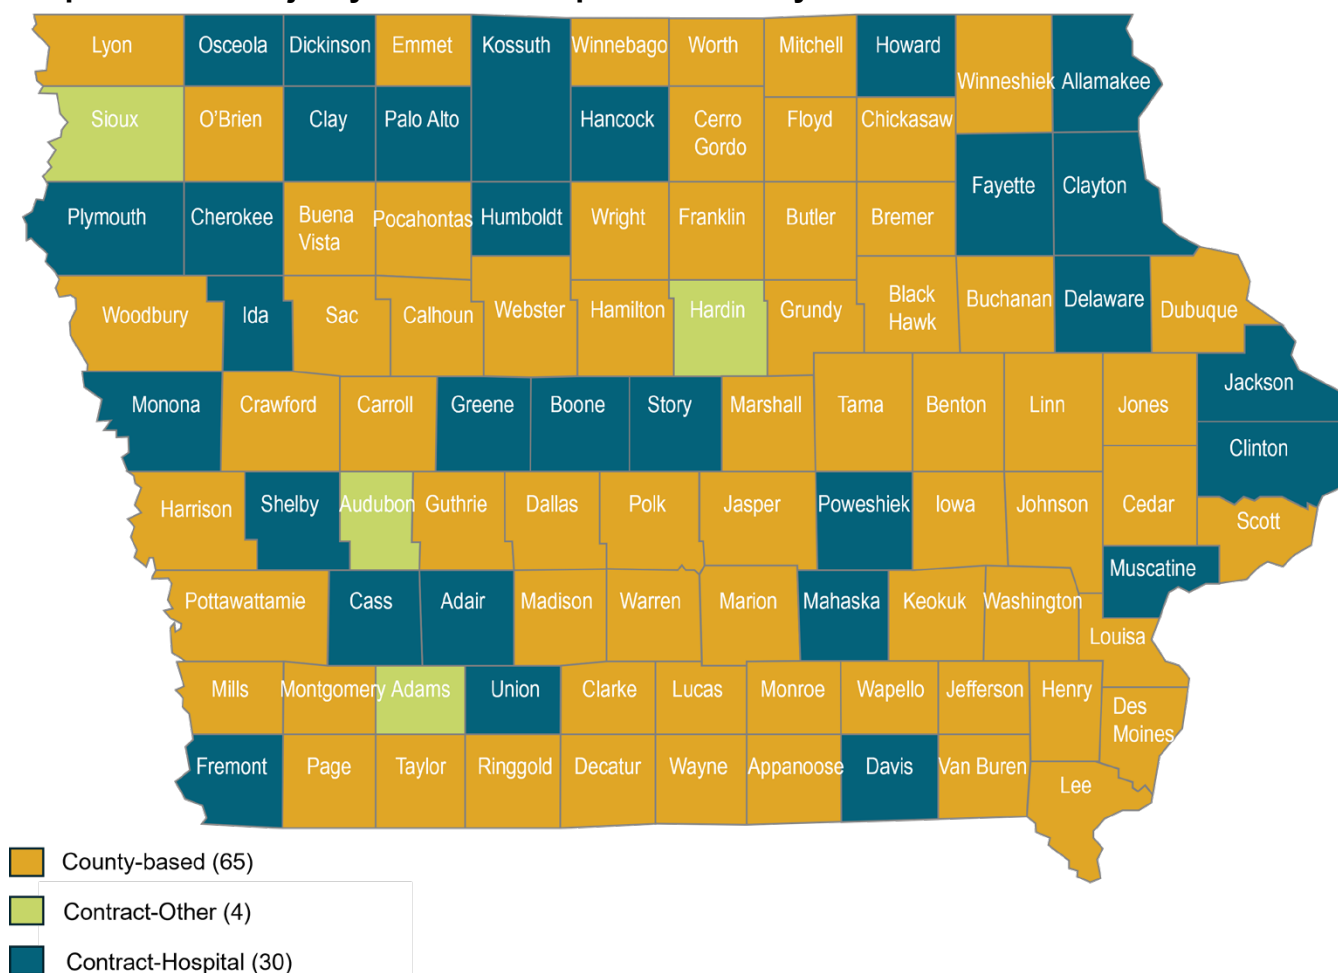 Lyon
Osceola
Dickinson
Emmet
Kossuth
Winnebago
Worth
Mitchell
Howard
Winneshiek
Allamakee
Sioux
O'Brien
Clay
Palo Alto
Hancock
Cerro
Gordo
Floyd
Chickasaw
Fayette
Clayton
Plymouth
Cherokee
Buena
Vista
Pocahontas
Humboldt
Wright
Franklin
Butler
Bremer
Woodbury
Ida
Sac
Calhoun
Webster
Hamilton
Hardin
Grundy
Black
Hawk
Buchanan
Delaware
Dubuque
Jackson
Monona
Crawford
Carroll
Greene
Boone
Story
Marshall
Tama
Benton
Linn
Jones
Clinton
Harrison
Shelby
Audubon
Guthrie
Dallas
Polk
Jasper
Poweshiek
Iowa
Johnson
Cedar
Scott
Muscatine
Pottawattamie
Cass
Adair
Madison
Warren
Marion
Mahaska
Keokuk
Washington
Louisa
Mills
Montgomery
Adams
Union
Clarke
Lucas
Monroe
Wapello
Jefferson
Henry
Des
Moines
Fremont
Page
Taylor
Ringgold
Decatur
Wayne
Appanoose
Davis
Van Buren
Lee
County-based (65)
Contract-Other (4)
Contract-Hospital (30)